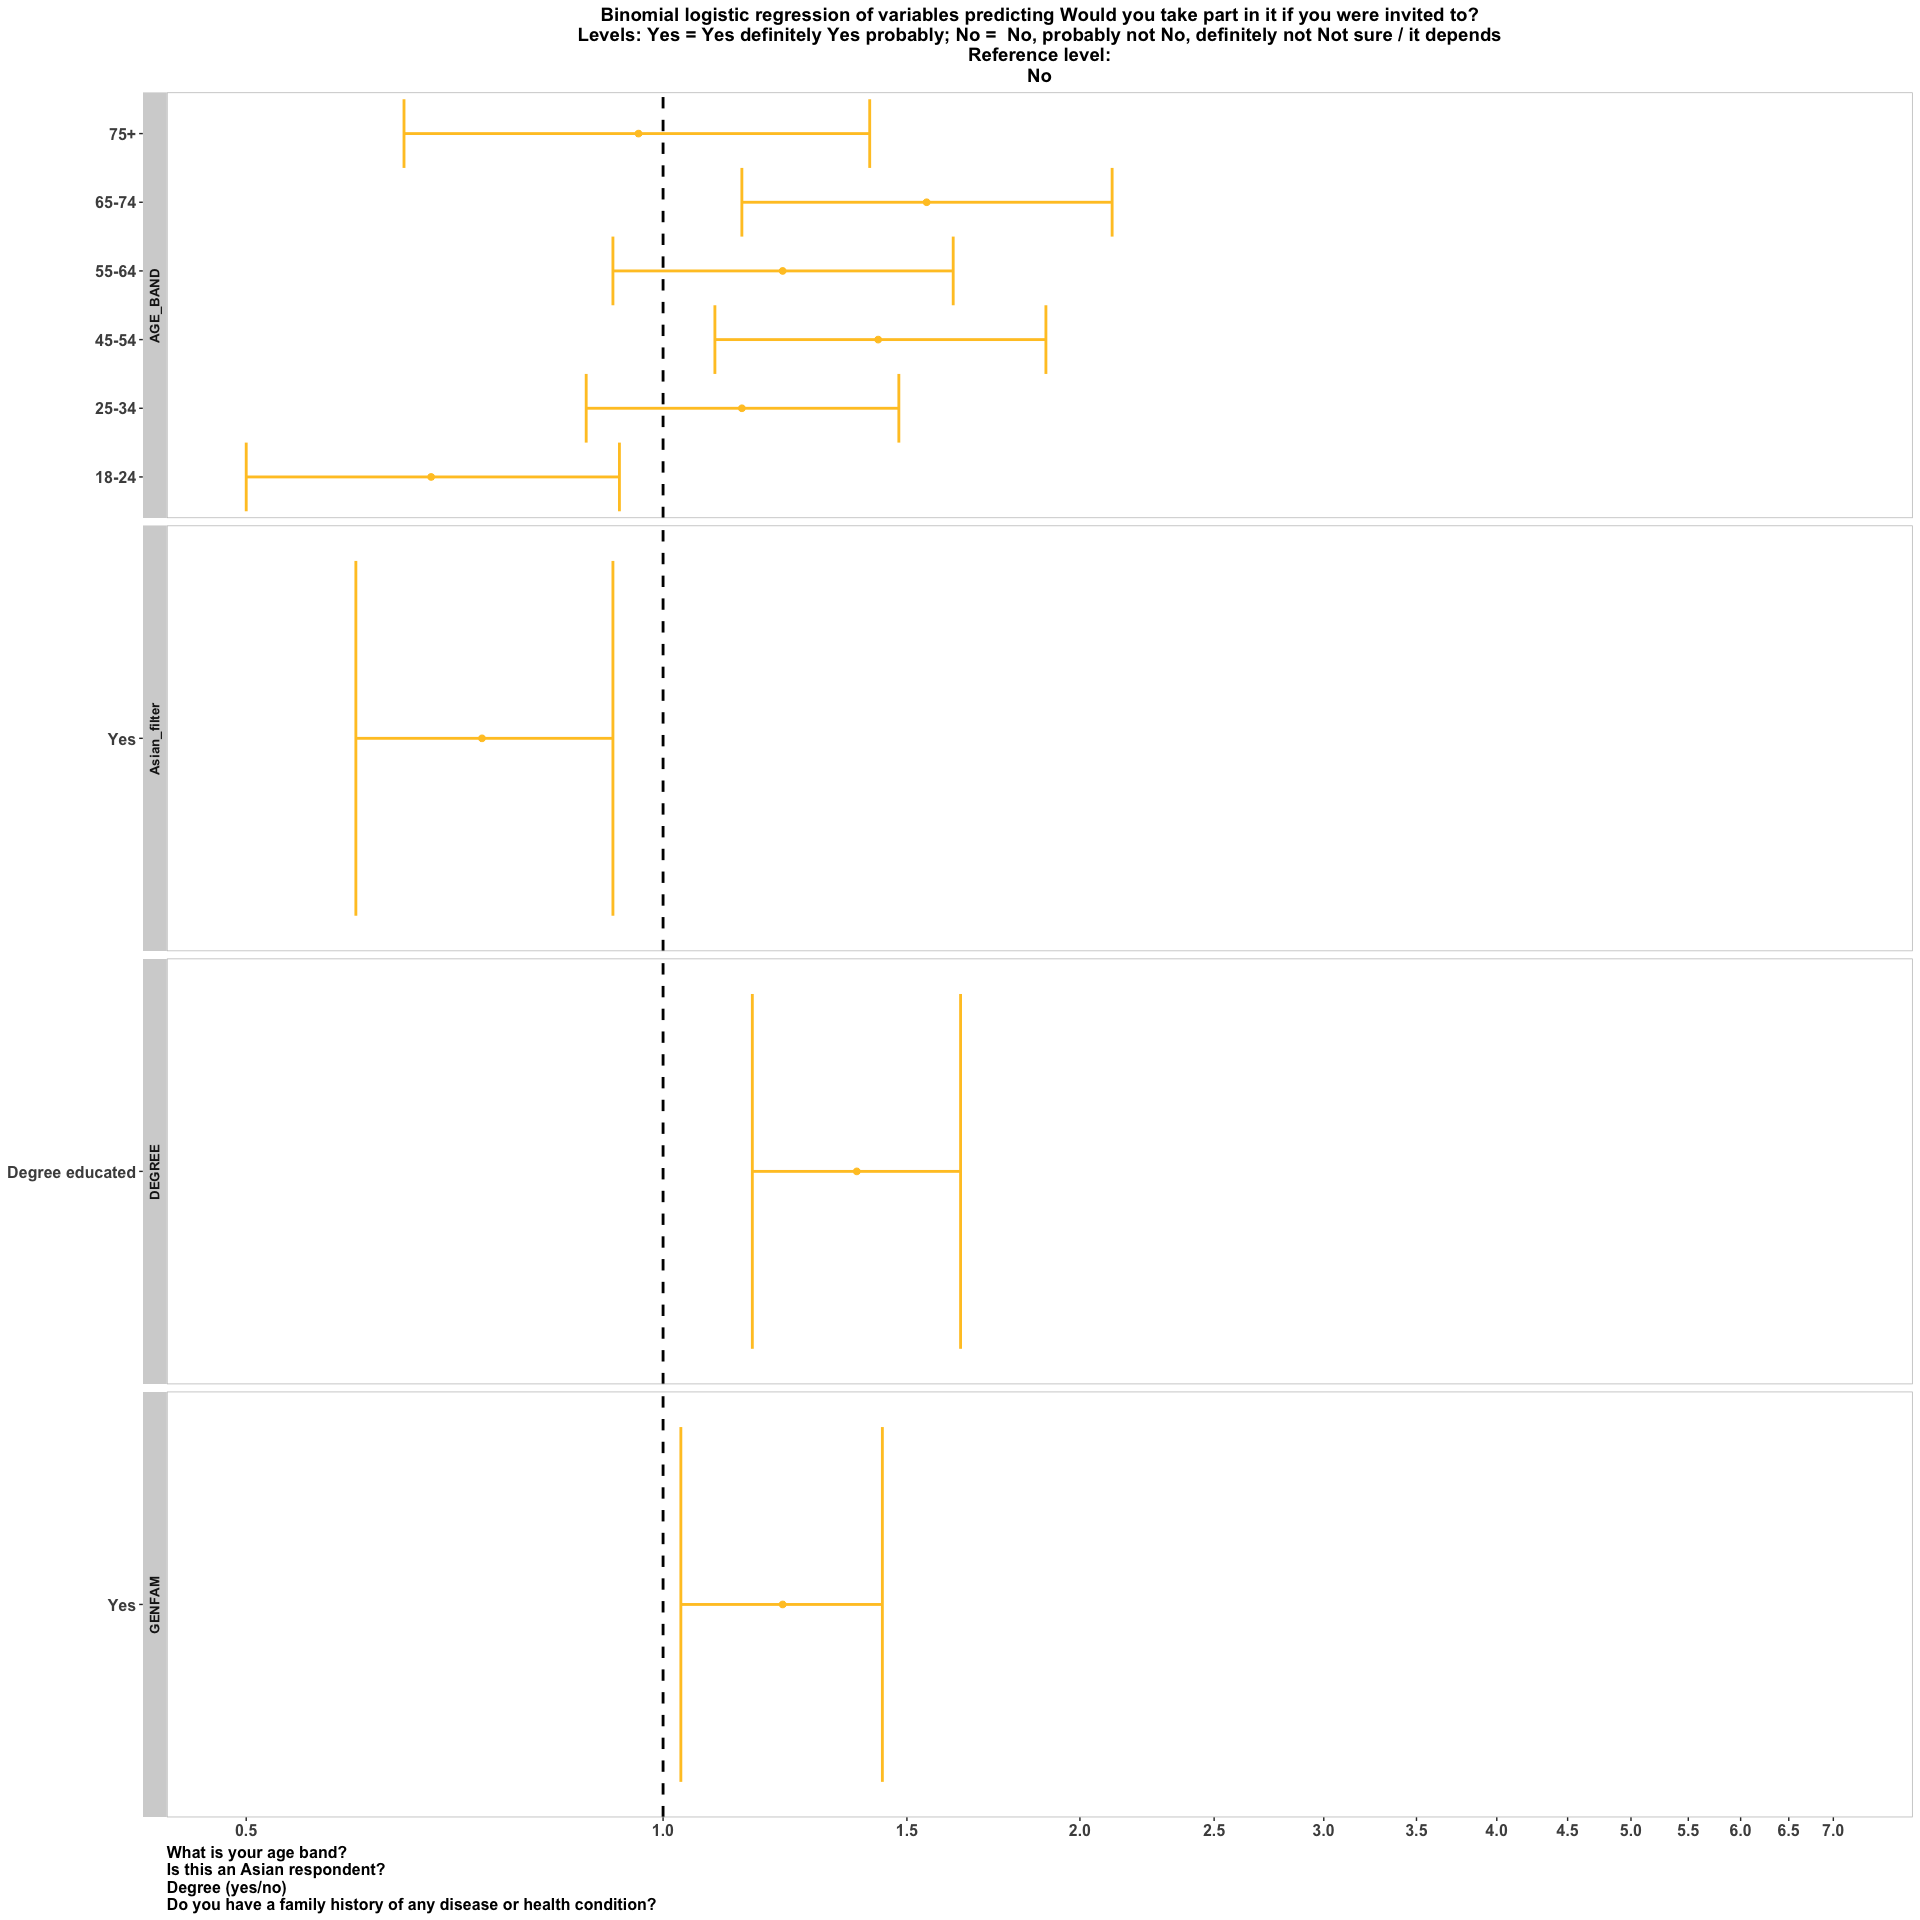 Binomial logistic regression of variables predicting Would you take part in it if you were invited to?
Levels: Yes = Yes definitely Yes probably; No =  No, probably not No, definitely not Not sure / it depends
Reference level:
No
AGE_BAND
75+
65-74
55-64
45-54
25-34
18-24
Asian_filter
Yes
DEGREE
Degree educated
GENFAM
Yes
0.5 1.0 1.5 2.0 2.5 3.0 3.5 4.0 4.5 5.0 5.5 6.0 6.5 7.0
What is your age band?
Is this an Asian respondent?
Degree (yes/no)
Do you have a family history of any disease or health condition?